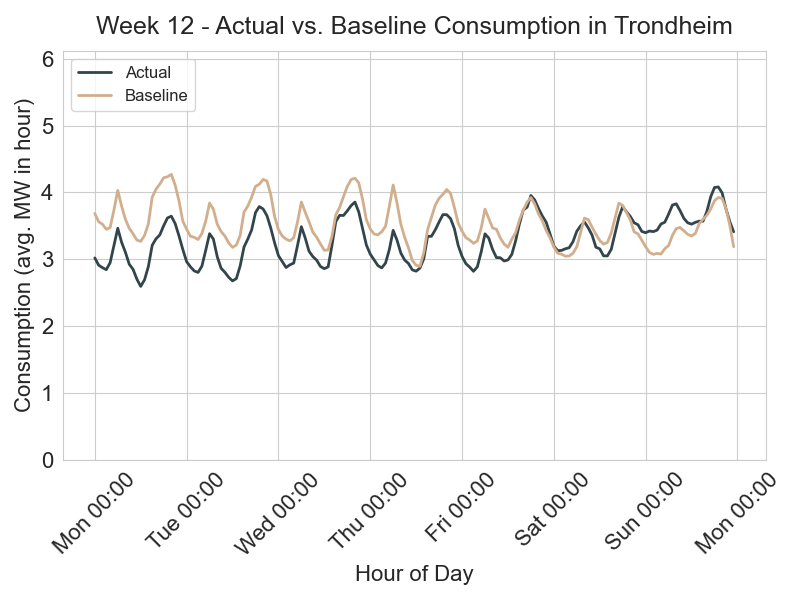 Week 12 - Actual vs. Baseline Consumption in Trondheim
Actual
Baseline
Consumption (avg. MW in hour)
6
5
4
3
2
1
0
Mon 00:00
Tue 00:00
Wed 00:00
Thu 00:00
Fri 00:00
Sat 00:00
Sun 00:00
Mon 00:00
Hour of Day